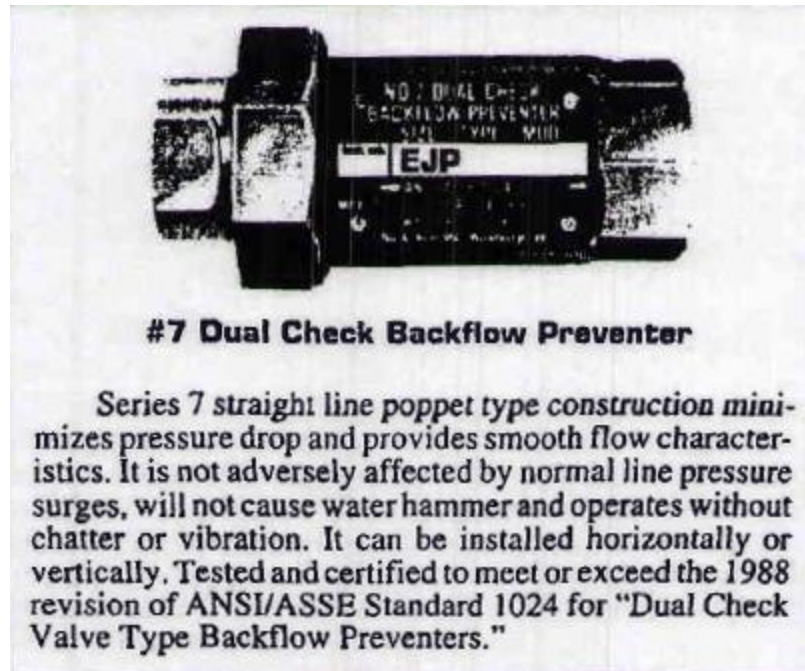 NO 7 DUAL CHECK
BACKFLOW PREVENTER
SIZE TYPE MOD
EJP
#7 Dual Check Backflow Preventer
Series 7 straight line poppet type construction mini-
mizes pressure drop and provides smooth flow character-
istics. It is not adversely affected by normal line pressure
surges, will not cause water hammer and operates without
chatter or vibration. It can be installed horizontally or
vertically. Tested and certified to meet or exceed the 1988
revision of ANSI/ASSE Standard 1024 for "Dual Check
Valve Type Backflow Preventers."